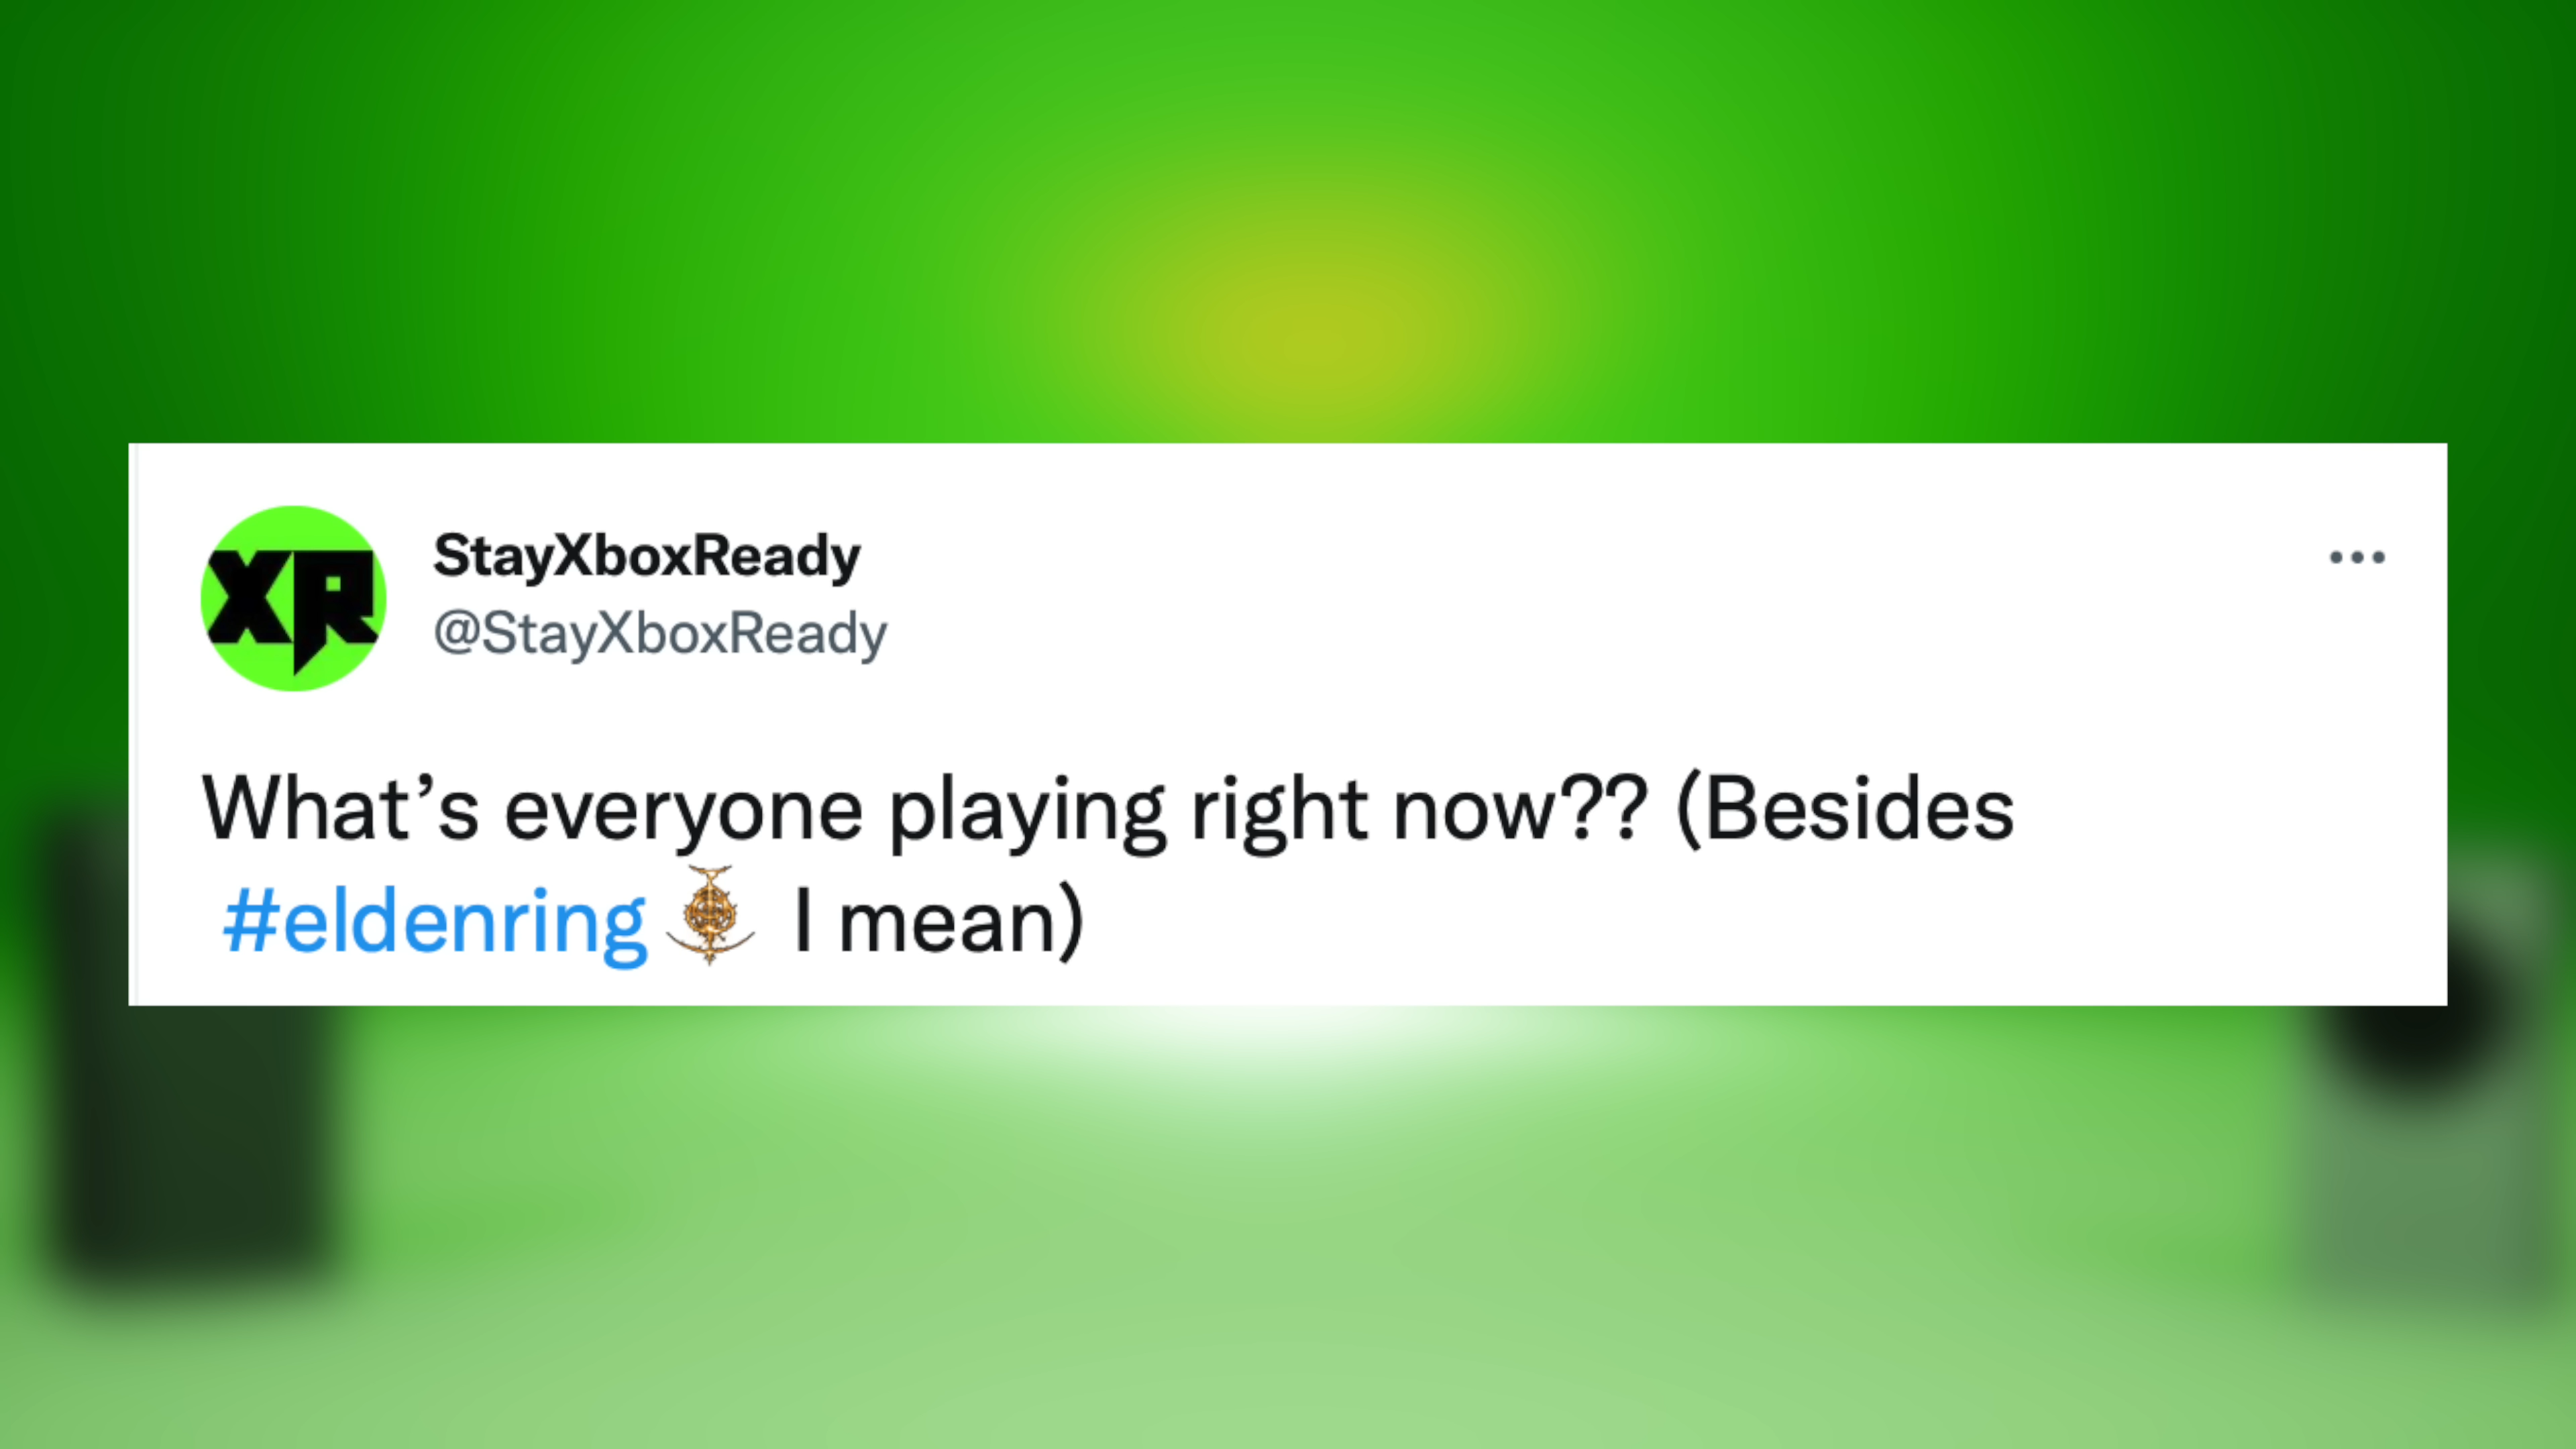 XR
StayXboxReady
@StayXboxReady
What’s everyone playing right now?? (Besides
#eldenring I mean)